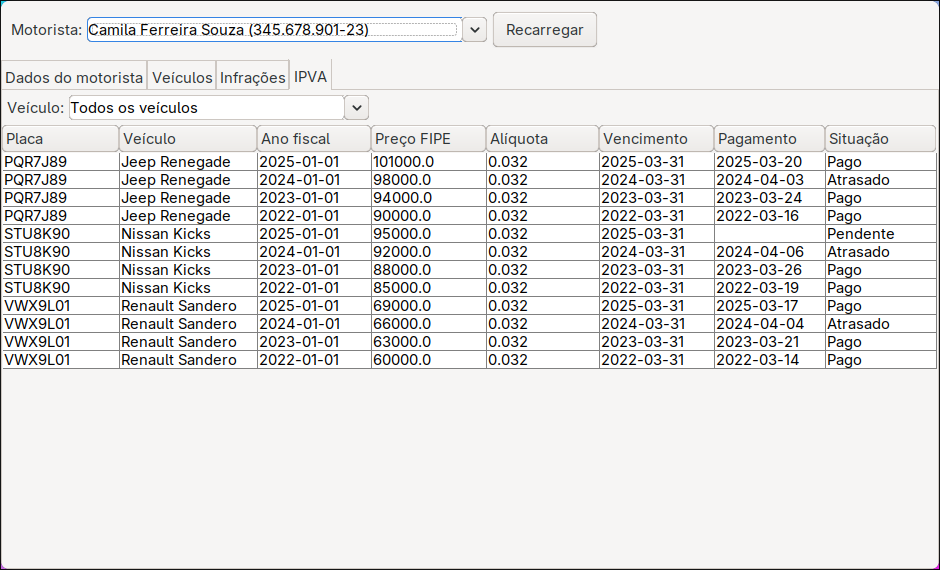 Motorista: Camila Ferreira Souza (345.678.901-23) Recarregar
Dados do motorista Veículos Infrações IPVA
Veículo: Todos os veículos
Placa Veículo Ano fiscal Preço FIPE Alíquota Vencimento Pagamento Situação
PQR7J89 Jeep Renegade 2025-01-01 101000.0 0.032 2025-03-31 2025-03-20 Pago
PQR7J89 Jeep Renegade 2024-01-01 98000.0 0.032 2024-03-31 2024-04-03 Atrasado
PQR7J89 Jeep Renegade 2023-01-01 94000.0 0.032 2023-03-31 2023-03-24 Pago
PQR7J89 Jeep Renegade 2022-01-01 90000.0 0.032 2022-03-31 2022-03-16 Pago
STU8K90 Nissan Kicks 2025-01-01 95000.0 0.032 2025-03-31 Pendente
STU8K90 Nissan Kicks 2024-01-01 92000.0 0.032 2024-03-31 2024-04-06 Atrasado
STU8K90 Nissan Kicks 2023-01-01 88000.0 0.032 2023-03-31 2023-03-26 Pago
STU8K90 Nissan Kicks 2022-01-01 85000.0 0.032 2022-03-31 2022-03-19 Pago
VWX9L01 Renault Sandero 2025-01-01 69000.0 0.032 2025-03-31 2025-03-17 Pago
VWX9L01 Renault Sandero 2024-01-01 66000.0 0.032 2024-03-31 2024-04-04 Atrasado
VWX9L01 Renault Sandero 2023-01-01 63000.0 0.032 2023-03-31 2023-03-21 Pago
VWX9L01 Renault Sandero 2022-01-01 60000.0 0.032 2022-03-31 2022-03-14 Pago